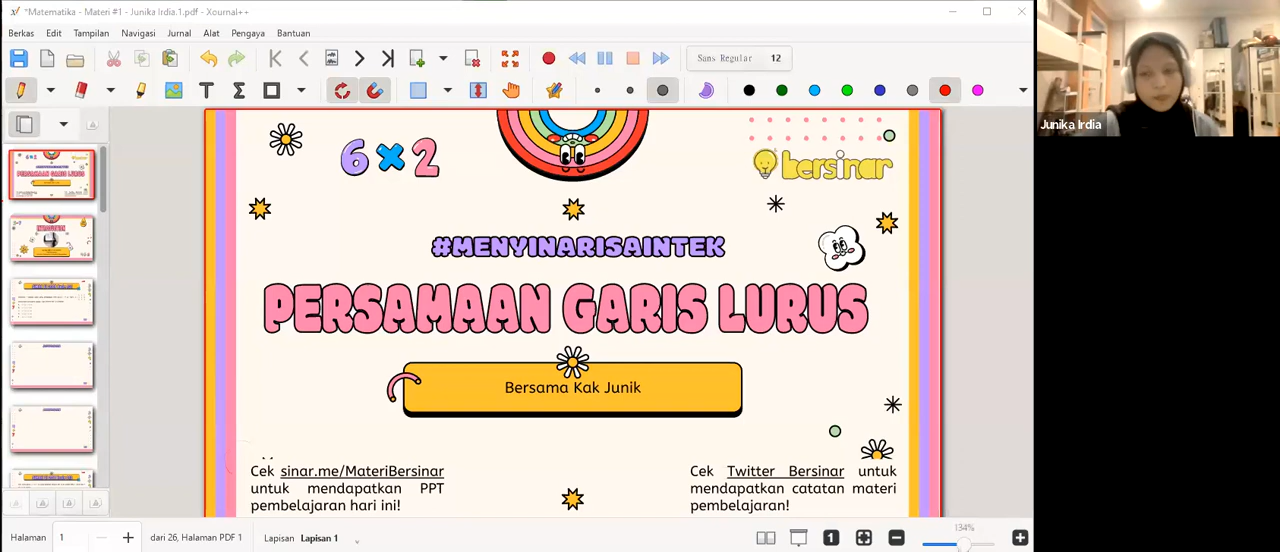 "Matematika - Materi #1 - Junika Irdia.1.pdf - Xournal++
Berkas Edit Tampilan Navigasi Jurnal Alat Pengaya Bantuan
Sans Regular 12
6×2
bersinar
#MENYINARISAINTEK
PERSAMAAN GARIS LURUS
Bersama Kak Junik
Cek sinar.me/MateriBersinar
untuk mendapatkan PPT
pembelajaran hari ini!
Cek Twitter Bersinar untuk
mendapatkan catatan materi
pembelajaran!
Halaman 1 dari 26, Halaman PDF 1 Lapisan Lapisan 1
134%
Junika Irdia